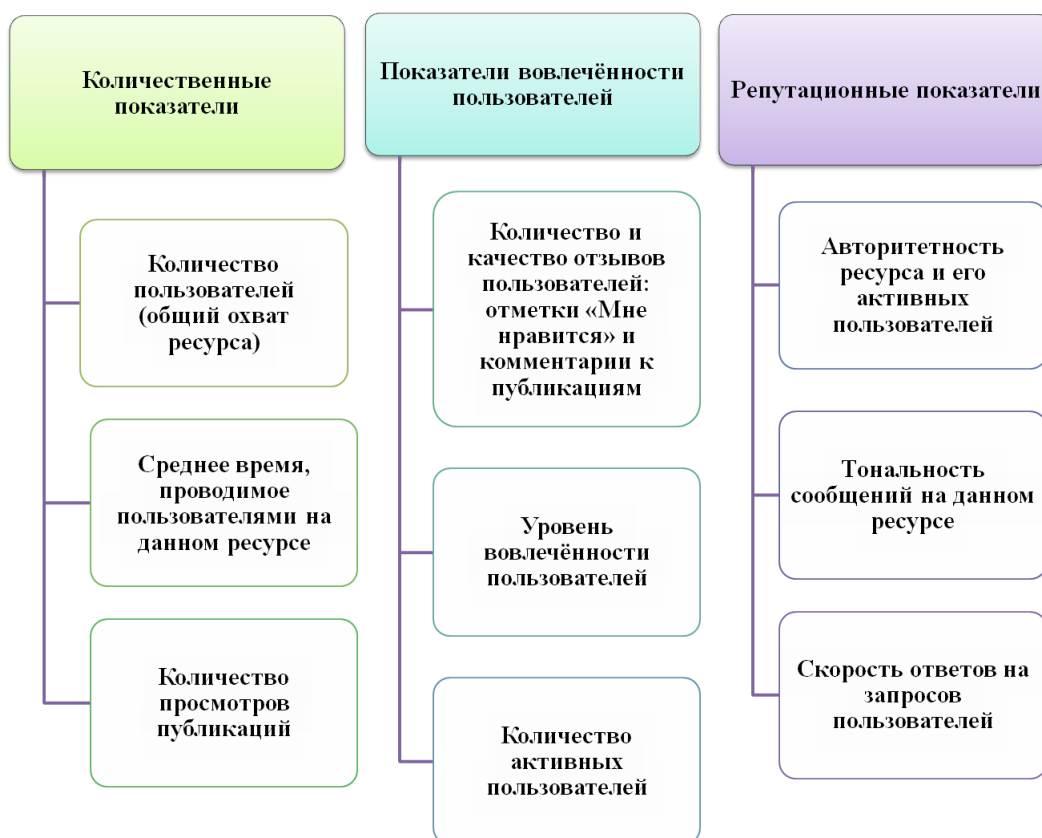 Количественные
показатели
Количество
пользователей
(общий охват
ресурса)
Среднее время,
проводимое
пользователями на
данном ресурсе
Количество
просмотров
публикаций
Показатели вовлечённости
пользователей
Количество и
качество отзывов
пользователей:
отметки «Мне
нравится» и
комментарии к
публикациям
Уровень
вовлечённости
пользователей
Количество
активных
пользователей
Репутационные показатели
Авторитетность
ресурса и его
активных
пользователей
Тональность
сообщений на данном
ресурсе
Скорость ответов на
запросов
пользователей